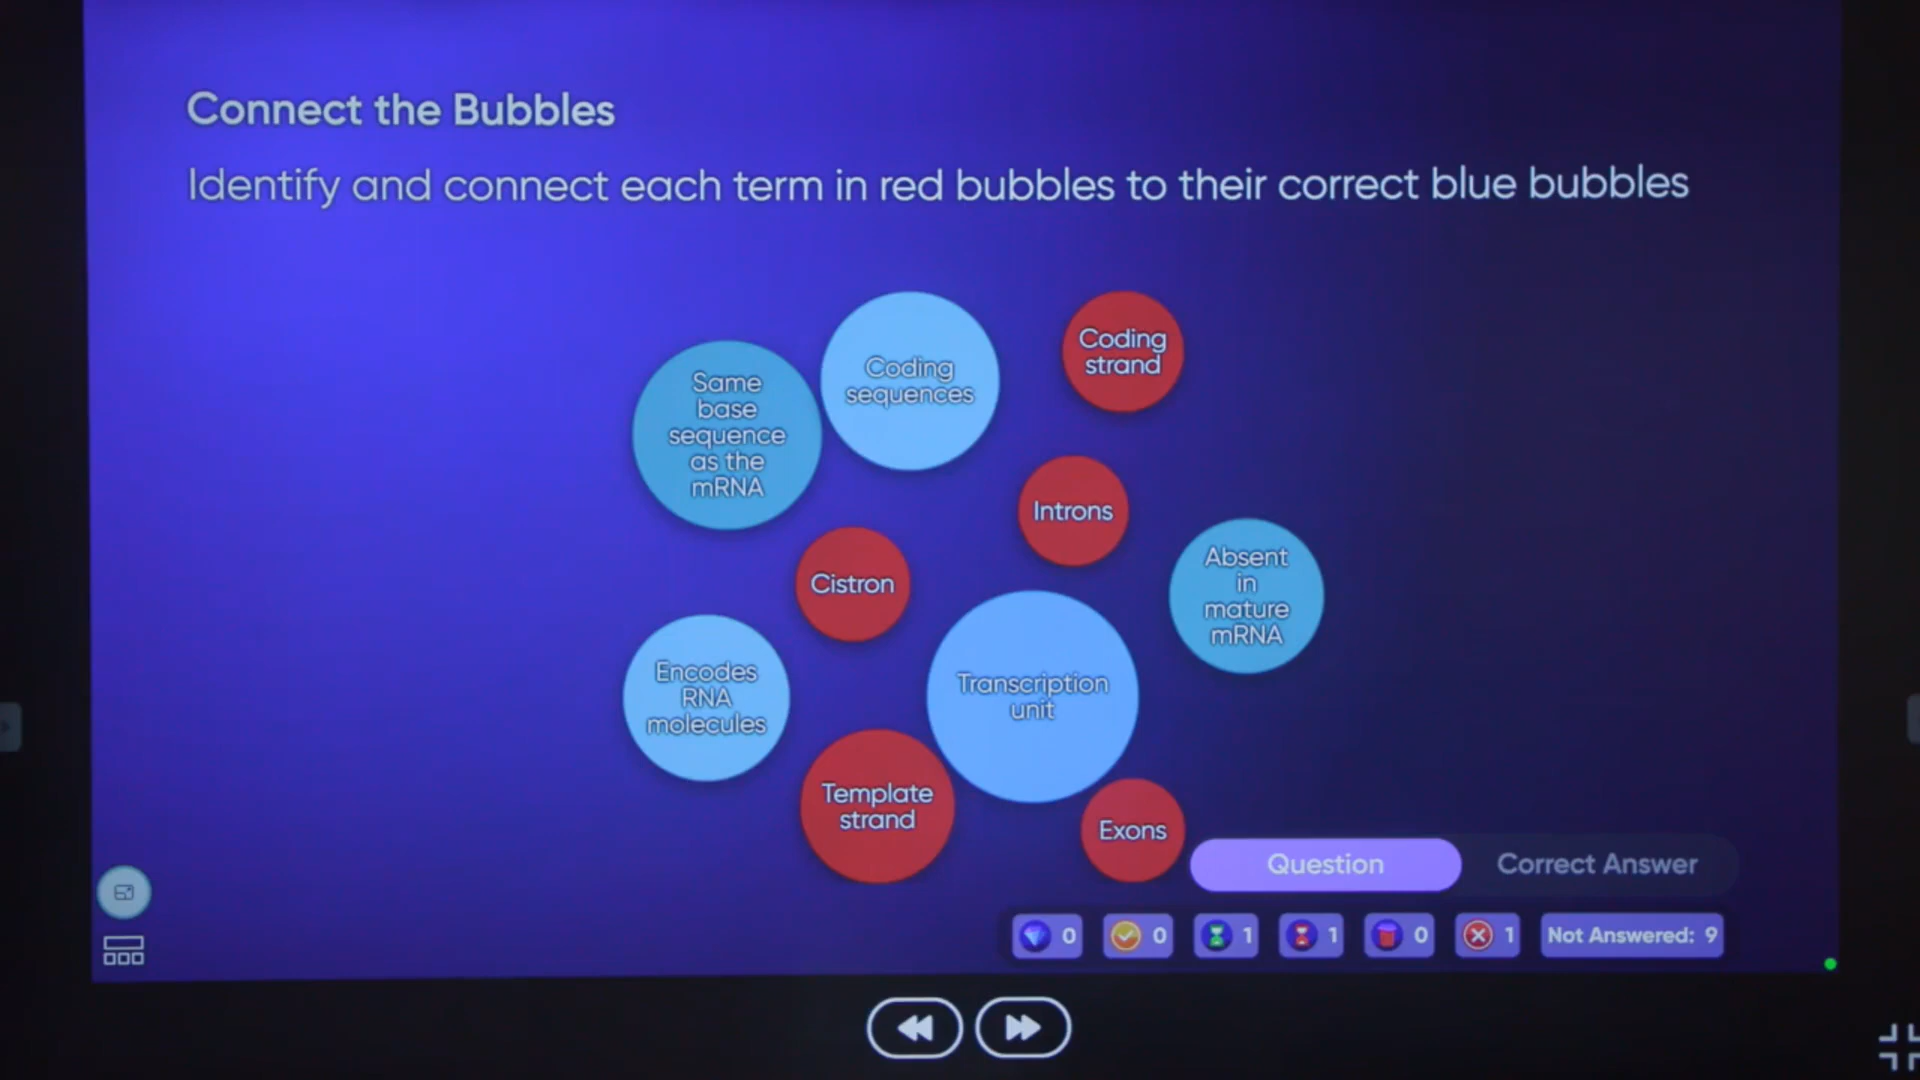 Connect the Bubbles
Identify and connect each term in red bubbles to their correct blue bubbles
Same
base
sequence
as the
mRNA
Coding
sequences
Coding
strand
Introns
Cistron
Absent
in
mature
mRNA
Encodes
RNA
molecules
Transcription
unit
Template
strand
Exons
Question
Correct Answer
0
0
1
1
0
1
Not Answered: 9